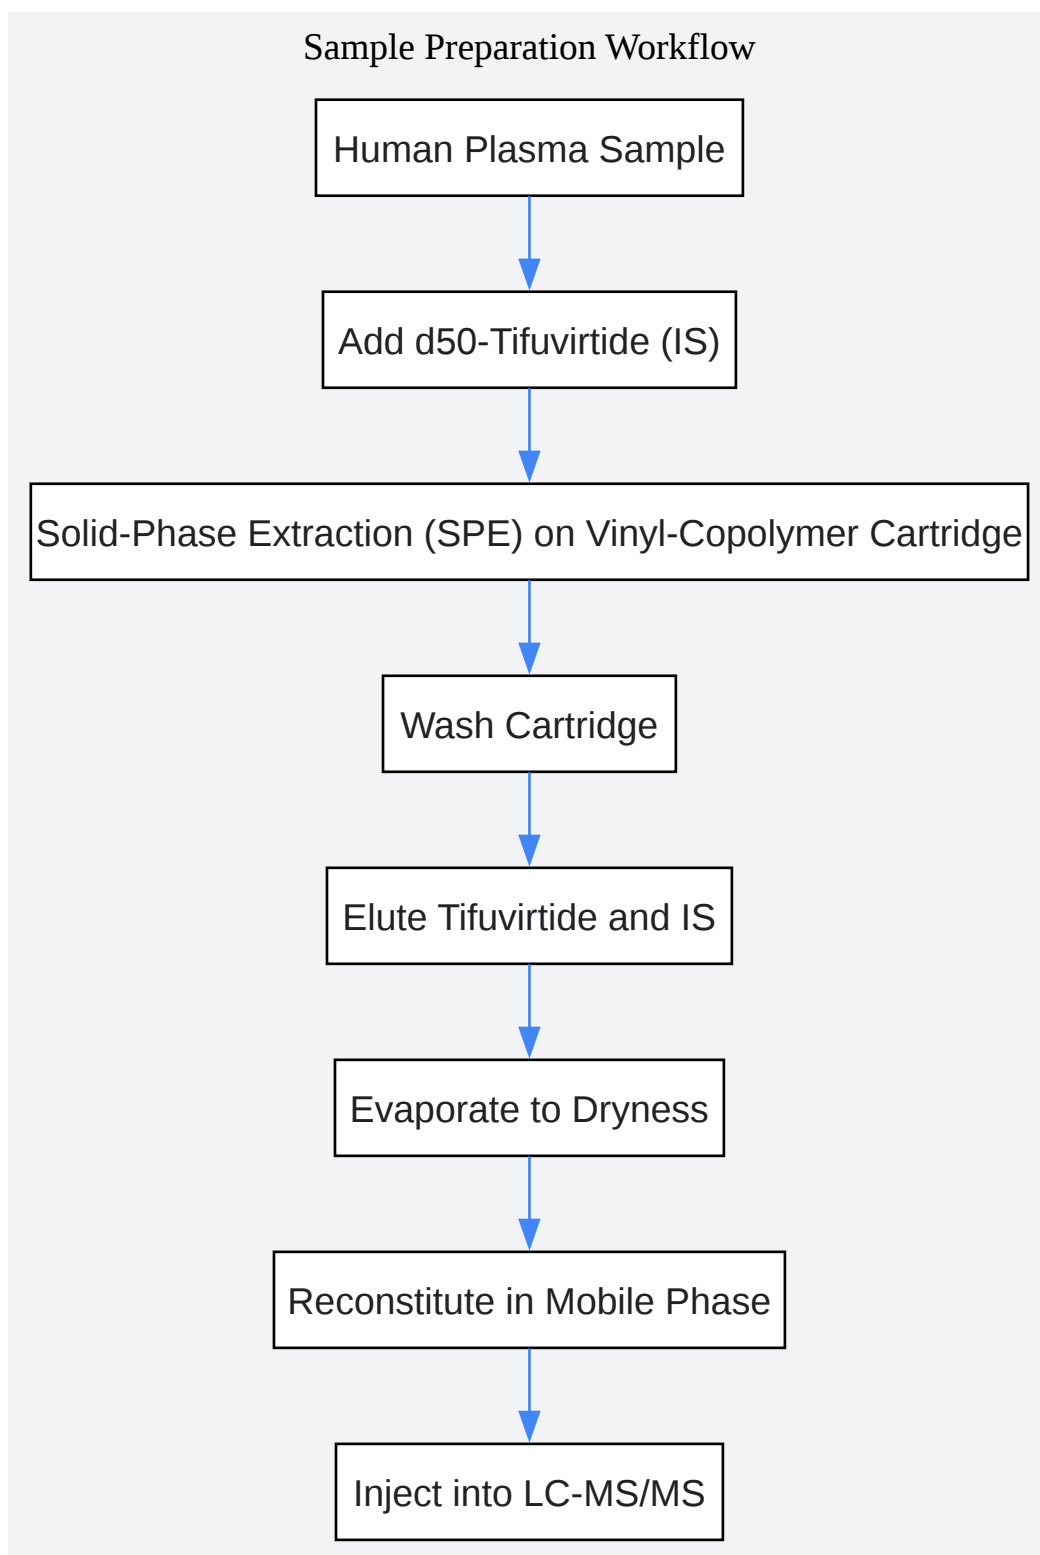 Sample Preparation Workflow
Human Plasma Sample
Add d50-Tifuvirtide (IS)
Solid-Phase Extraction (SPE) on Vinyl-Copolymer Cartridge
Wash Cartridge
Elute Tifuvirtide and IS
Evaporate to Dryness
Reconstitute in Mobile Phase
Inject into LC-MS/MS